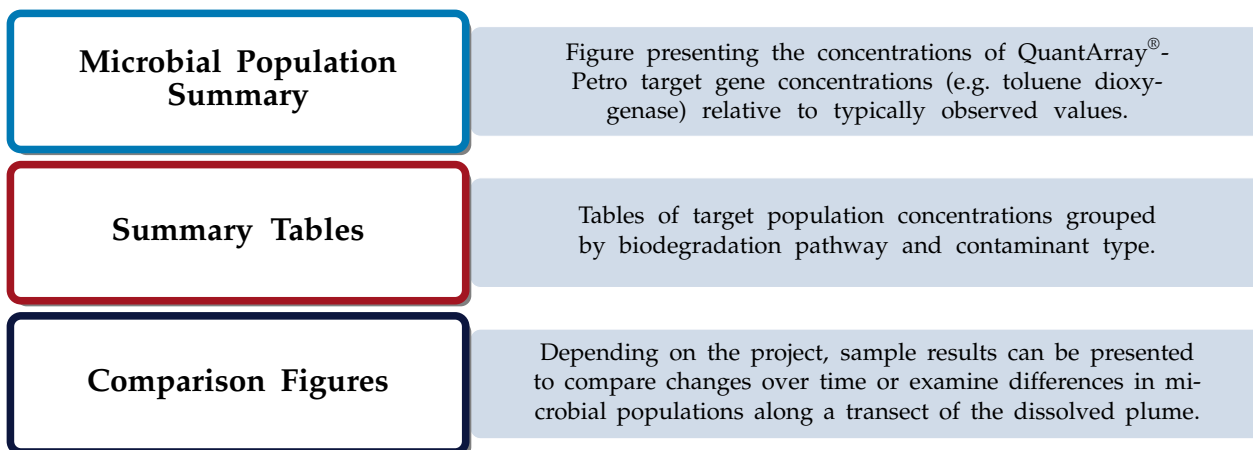 Microbial Population
Summary
Figure presenting the concentrations of QuantArray®-
Petro target gene concentrations (e.g. toluene dioxy-
genase) relative to typically observed values.
Summary Tables
Tables of target population concentrations grouped
by biodegradation pathway and contaminant type.
Comparison Figures
Depending on the project, sample results can be presented
to compare changes over time or examine differences in mi-
crobial populations along a transect of the dissolved plume.